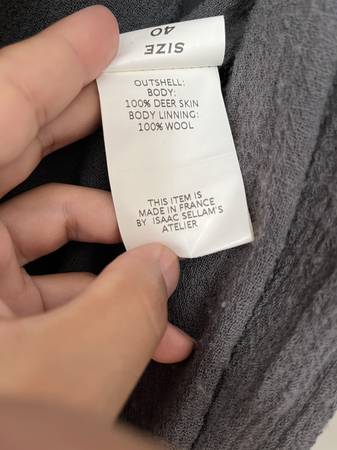 SIZE
40
OUTSHELL:
BODY:
100% DEER SKIN
BODY LINNING:
100% WOOL
THIS ITEM IS
MADE IN FRANCE
BY ISAAC SELLAM'S
ATELIER